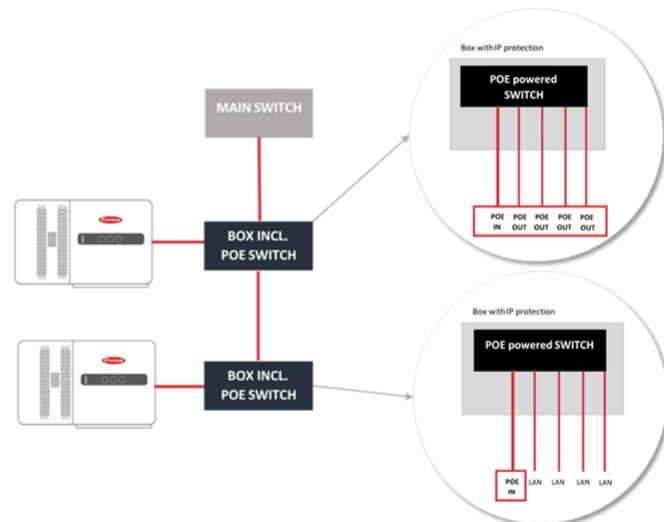 MAIN SWITCH
Fronius
BOX INCL.
POE SWITCH
Fronius
BOX INCL.
POE SWITCH
Box with IP protection
POE powered
SWITCH
POE POE POE POE POE
IN OUT OUT OUT OUT
Box with IP protection
POE powered SWITCH
POE LAN LAN LAN LAN
IN